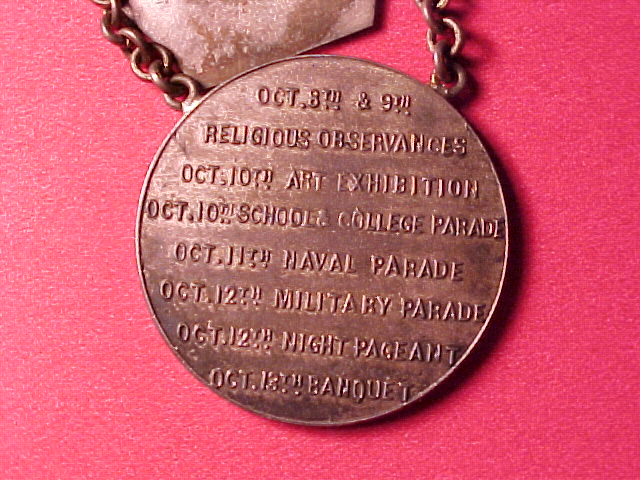 OCT. 8TH & 9TH
RELIGIOUS OBSERVANCES
OCT. 10TH ART EXHIBITION
OCT. 10TH SCHOOL & COLLEGE PARADE
OCT. 11TH NAVAL PARADE
OCT. 12TH MILITARY PARADE
OCT. 12TH NIGHT PAGEANT
OCT. 13TH BANQUET